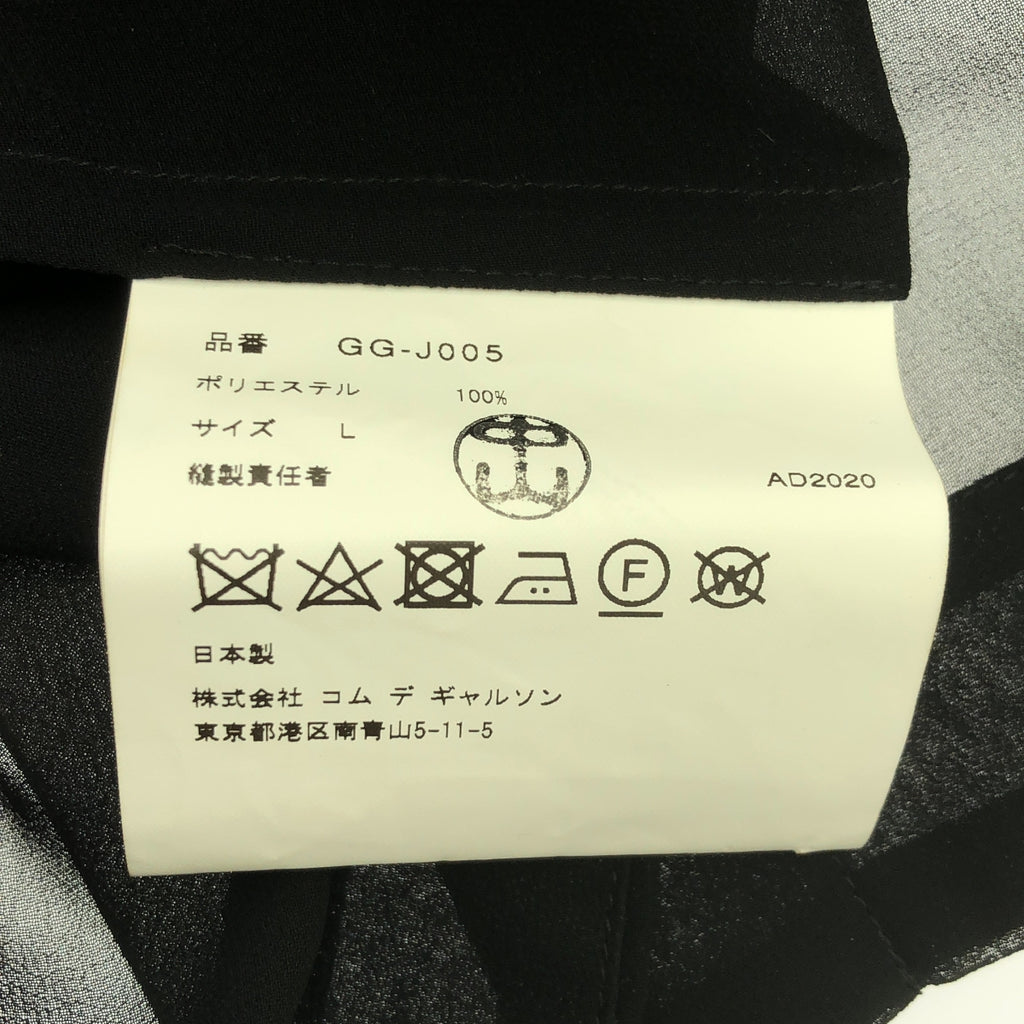 品番 GG-J005
ポリエステル 100%
サイズ L
縫製責任者 AD2020
F W
日本製
株式会社 コム デ ギャルソン
東京都港区南青山5-11-5